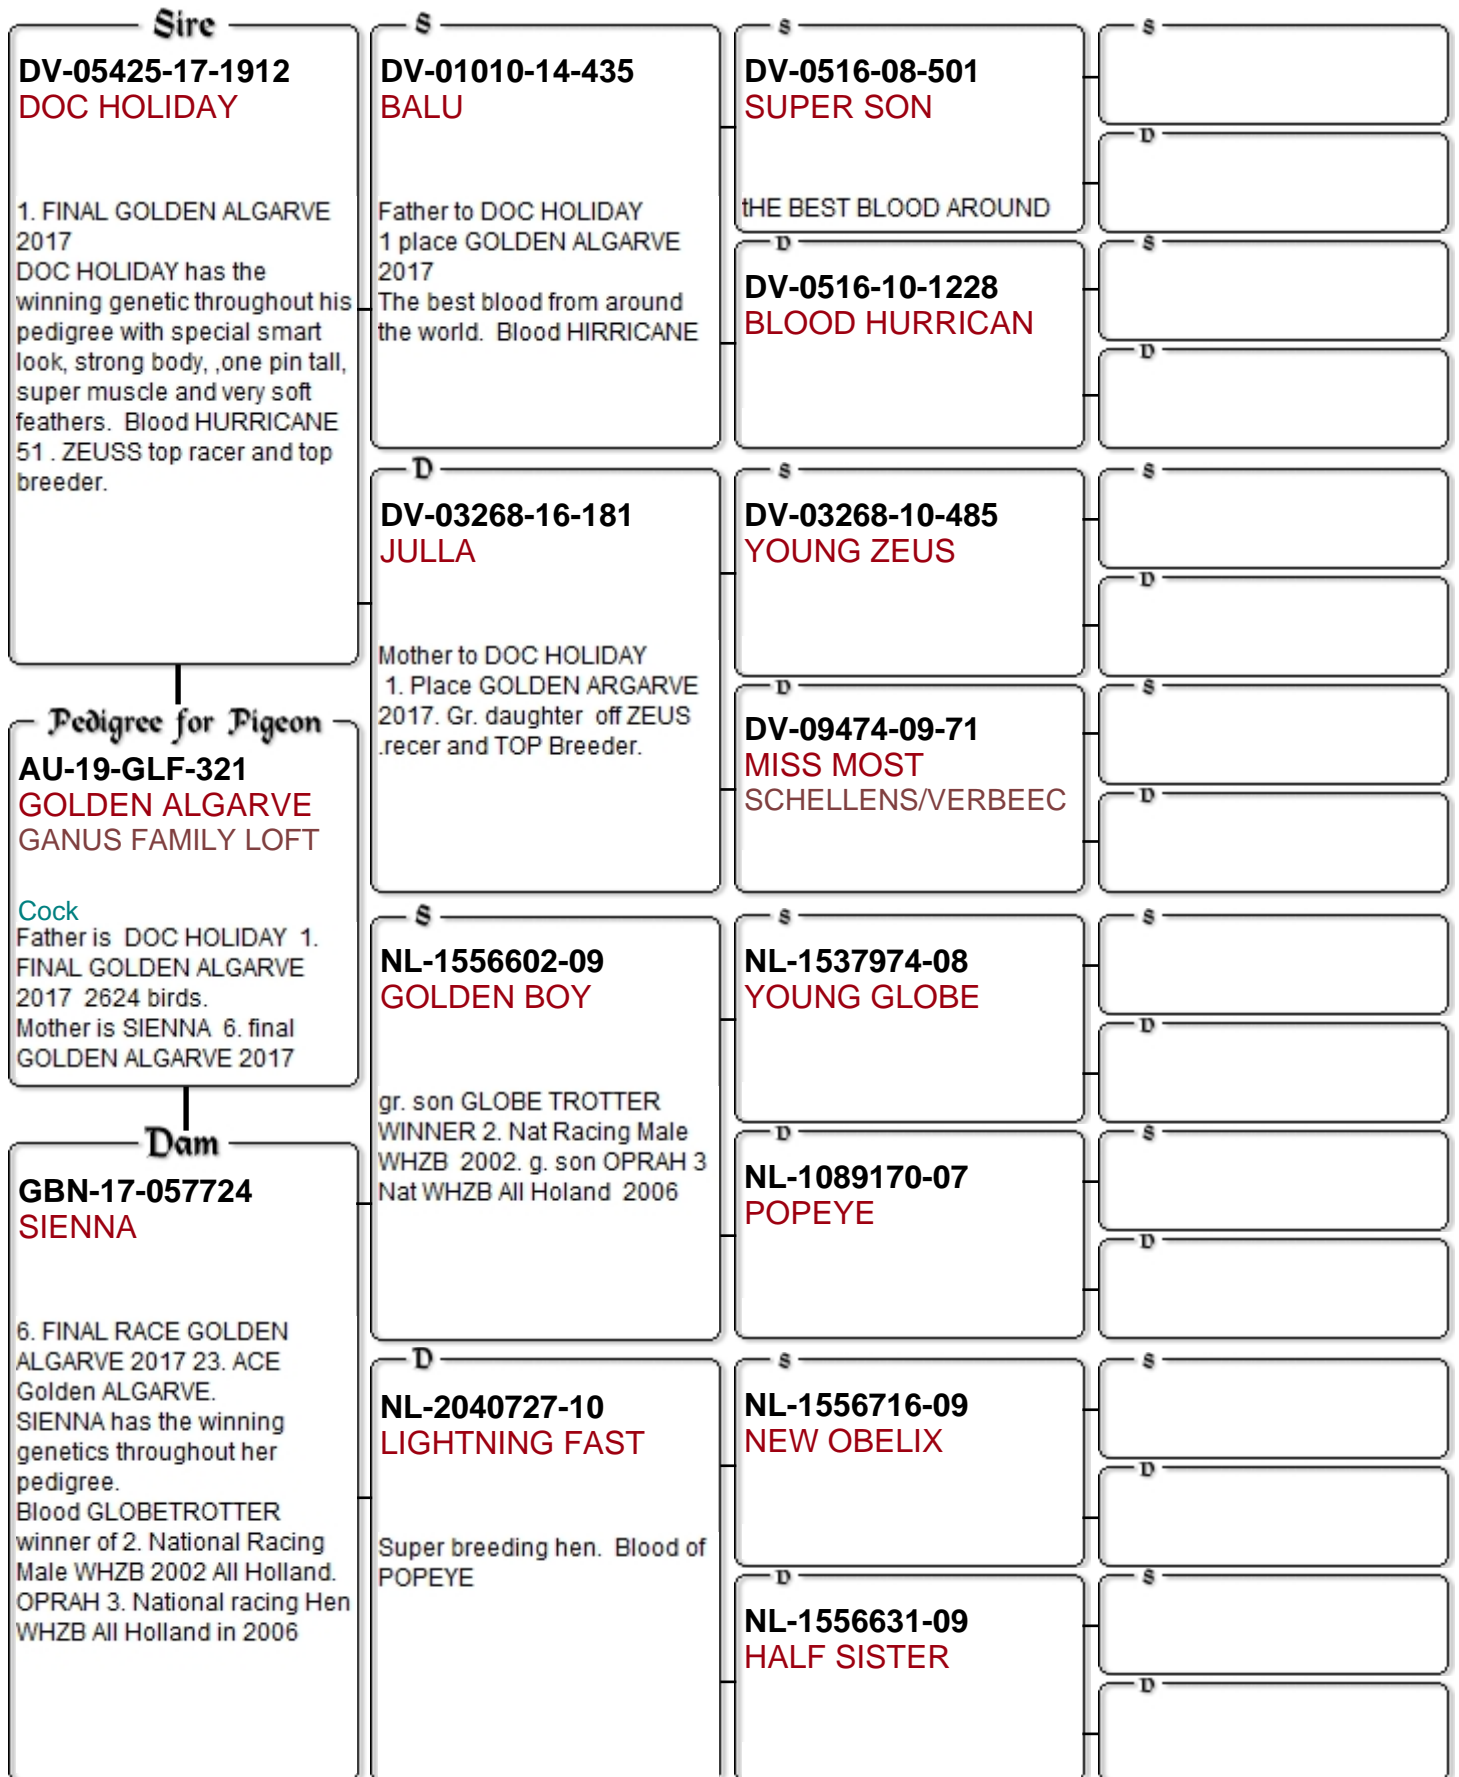 Sire
DV-05425-17-1912
DOC HOLIDAY
1. FINAL GOLDEN ALGARVE
2017
DOC HOLIDAY has the
winning genetic throughout his
pedigree with special smart
look, strong body, ,one pin tall,
super muscle and very soft
feathers. Blood HURRICANE
51 . ZEUSS top racer and top
breeder.
Pedigree for Pigeon
AU-19-GLF-321
GOLDEN ALGARVE
GANUS FAMILY LOFT
Cock
Father is DOC HOLIDAY 1.
FINAL GOLDEN ALGARVE
2017 2624 birds.
Mother is SIENNA 6. final
GOLDEN ALGARVE 2017
Dam
GBN-17-057724
SIENNA
6. FINAL RACE GOLDEN
ALGARVE 2017 23. ACE
Golden ALGARVE.
SIENNA has the winning
genetics throughout her
pedigree.
Blood GLOBETROTTER
winner of 2. National Racing
Male WHZB 2002 All Holland.
OPRAH 3. National racing Hen
WHZB All Holland in 2006
S
DV-01010-14-435
BALU
Father to DOC HOLIDAY
1 place GOLDEN ALGARVE
2017
The best blood from around
the world. Blood HIRRICANE
D
DV-03268-16-181
JULLA
Mother to DOC HOLIDAY
1. Place GOLDEN ARGARVE
2017. Gr. daughter off ZEUS
.recer and TOP Breeder.
S
NL-1556602-09
GOLDEN BOY
gr. son GLOBE TROTTER
WINNER 2. Nat Racing Male
WHZB 2002. g. son OPRAH 3
Nat WHZB All Holand 2006
D
NL-2040727-10
LIGHTNING FAST
Super breeding hen. Blood of
POPEYE
S
DV-0516-08-501
SUPER SON
tHE BEST BLOOD AROUND
D
DV-0516-10-1228
BLOOD HURRICAN
S
DV-03268-10-485
YOUNG ZEUS
D
DV-09474-09-71
MISS MOST
SCHELLENS/VERBEEC
S
NL-1537974-08
YOUNG GLOBE
D
NL-1089170-07
POPEYE
S
NL-1556716-09
NEW OBELIX
D
NL-1556631-09
HALF SISTER
S
D
S
D
S
D
S
D
S
D
S
D
S
D
S
D